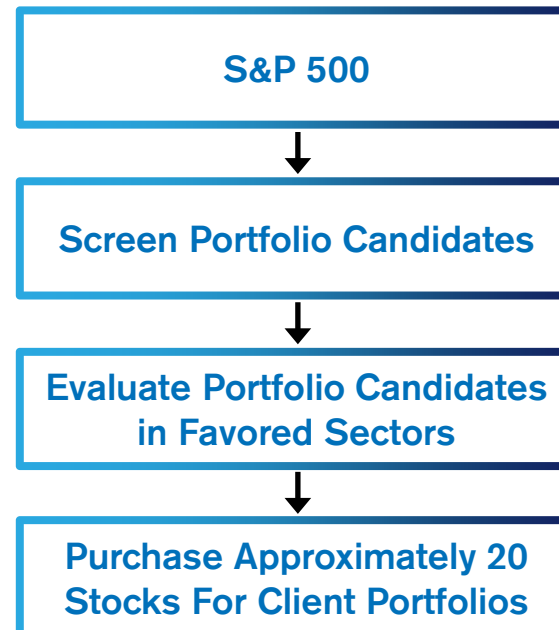 S&P 500
Screen Portfolio Candidates
Evaluate Portfolio Candidates
in Favored Sectors
Purchase Approximately 20
Stocks For Client Portfolios